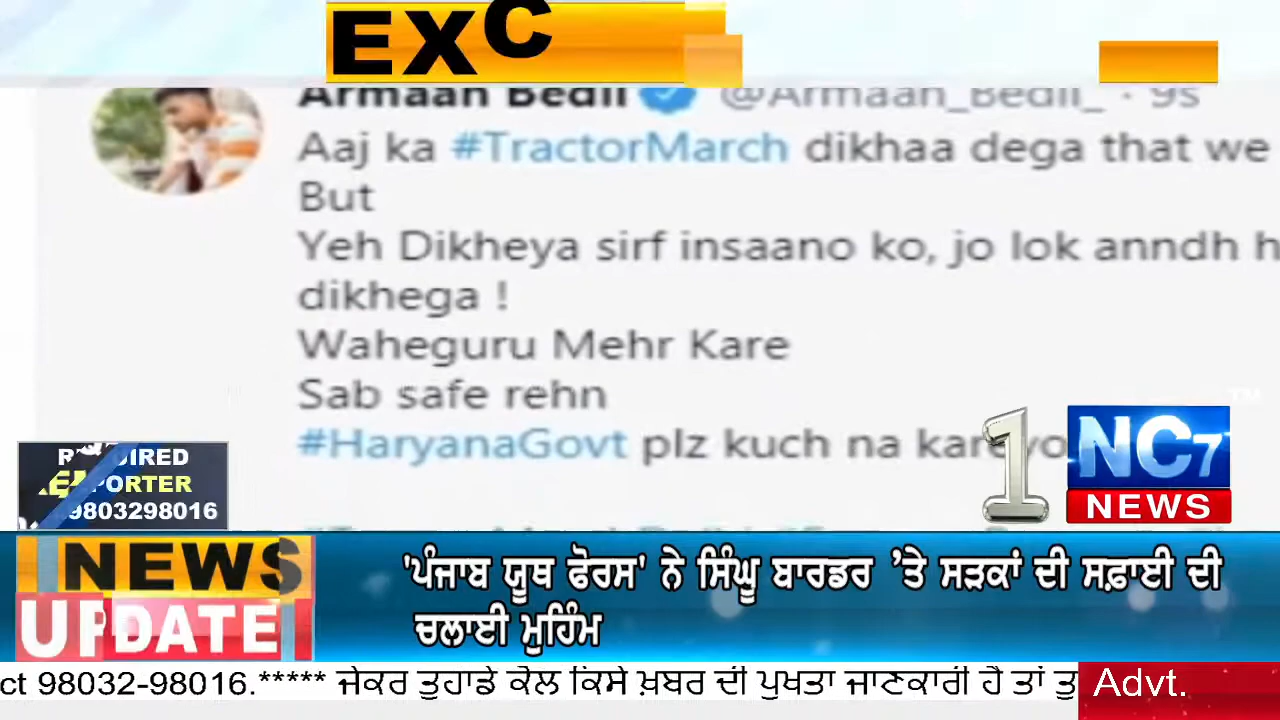 EXC
Armaan Bedil @Armaan_Bedil_ · 9s
Aaj ka #TractorMarch dikhaa dega that we
But
Yeh Dikheya sirf insaano ko, jo lok anndh h
dikhega !
Waheguru Mehr Kare
Sab safe rehn
#HaryanaGovt plz kuch na kareyo
1 NC7
NEWS
REPORTER
9803298016
NEWS
UPDATE
'ਪੰਜਾਬ ਯੂਥ ਫੋਰਸ' ਨੇ ਸਿੰਘੂ ਬਾਰਡਰ ’ਤੇ ਸੜਕਾਂ ਦੀ ਸਫ਼ਾਈ ਦੀ
ਚਲਾਈ ਮੁਹਿੰਮ
ct 98032-98016.***** ਜੇਕਰ ਤੁਹਾਡੇ ਕੋਲ ਕਿਸੇ ਖ਼ਬਰ ਦੀ ਪੁਖਤਾ ਜਾਣਕਾਰੀ ਹੈ ਤਾਂ ਤੁ Advt.